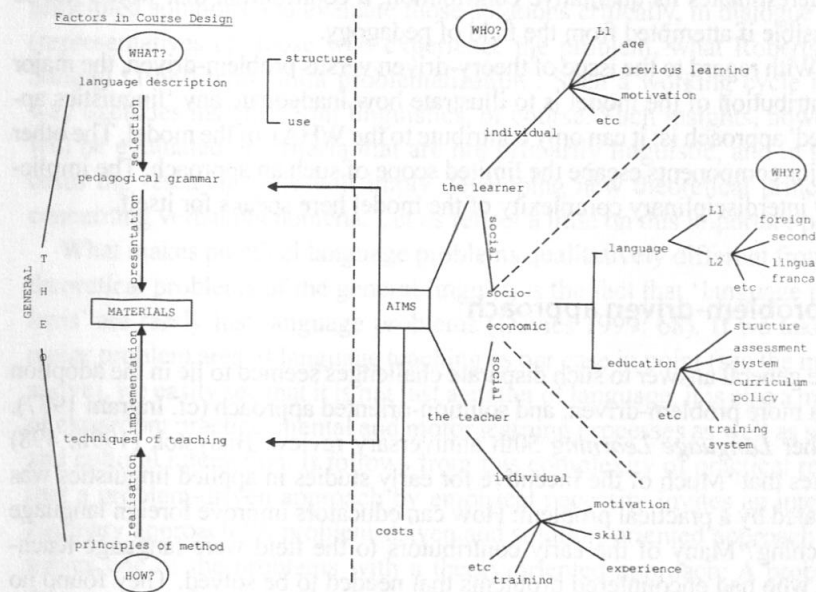 Factors in Course Design
WHAT?
language description
structure
use
selection
pedagogical grammar
presentation
GENERAL
THEO
MATERIALS
implementation
techniques of teaching
realisation
principles of method
HOW?
AIMS
costs
WHO?
L1
age
previous learning
motivation
etc
individual
the learner
social
socio-
economic
social
the teacher
individual
motivation
skill
experience
training
etc
WHY?
language
L1
L2
foreign
second
lingua
franca
etc
education
structure
assessment
system
curriculum
policy
training
system
etc